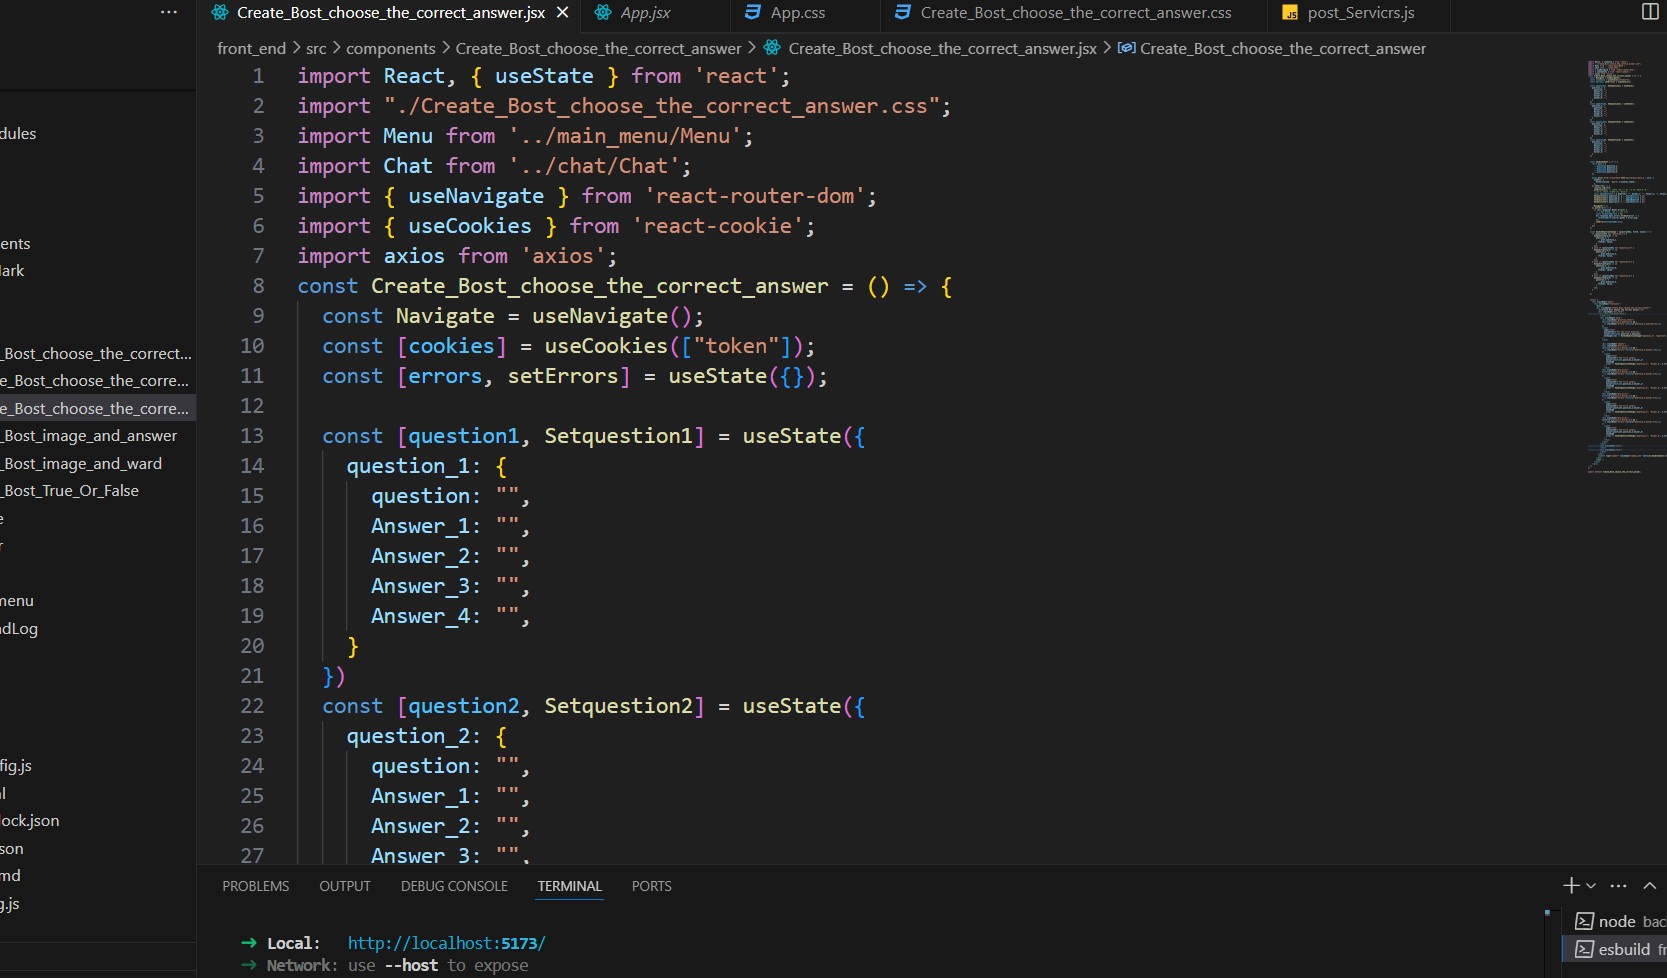 Create_Bost_choose_the_correct_answer.jsx
App.jsx
App.css
Create_Bost_choose_the_correct_answer.css
post_Servicrs.js
front_end > src > components > Create_Bost_choose_the_correct_answer > Create_Bost_choose_the_correct_answer.jsx > Create_Bost_choose_the_correct_answer
dules
ents
lark
_Bost_choose_the_correct...
e_Bost_choose_the_corre...
e_Bost_choose_the_corre...
_Bost_image_and_answer
_Bost_image_and_ward
_Bost_True_Or_False
e
r
menu
ndLog
fig.js
l
lock.json
son
md
g.js
1 import React, { useState } from 'react';
2 import "./Create_Bost_choose_the_correct_answer.css";
3 import Menu from '../main_menu/Menu';
4 import Chat from '../chat/Chat';
5 import { useNavigate } from 'react-router-dom';
6 import { useCookies } from 'react-cookie';
7 import axios from 'axios';
8 const Create_Bost_choose_the_correct_answer = () => {
9 const Navigate = useNavigate();
10 const [cookies] = useCookies(["token"]);
11 const [errors, setErrors] = useState({});
12
13 const [question1, Setquestion1] = useState({
14 question_1: {
15 question: "",
16 Answer_1: "",
17 Answer_2: "",
18 Answer_3: "",
19 Answer_4: "",
20 }
21 })
22 const [question2, Setquestion2] = useState({
23 question_2: {
24 question: "",
25 Answer_1: "",
26 Answer_2: "",
27 Answer_3: "",
PROBLEMS OUTPUT DEBUG CONSOLE TERMINAL PORTS
➜ Local: http://localhost:5173/
➜ Network: use --host to expose
node bac
esbuild fr